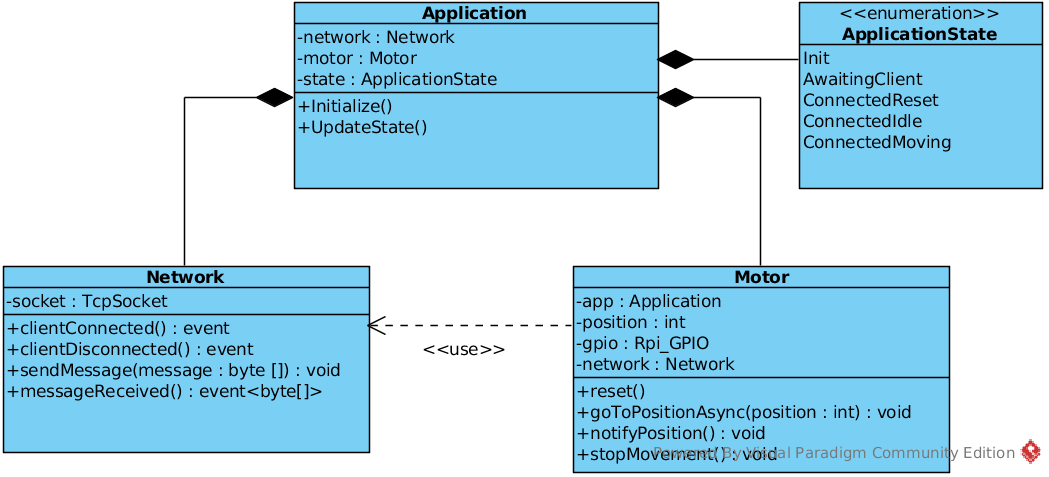 Application
-network : Network
-motor : Motor
-state : ApplicationState
+Initialize()
+UpdateState()
<<enumeration>>
ApplicationState
Init
AwaitingClient
ConnectedReset
ConnectedIdle
ConnectedMoving
Network
-socket : TcpSocket
+clientConnected() : event
+clientDisconnected() : event
+sendMessage(message : byte []) : void
+messageReceived() : event<byte[]>
<<use>>
Motor
-app : Application
-position : int
-gpio : Rpi_GPIO
-network : Network
+reset()
+goToPositionAsync(position : int) : void
+notifyPosition() : void
+stopMovement() : void
Powered By Visual Paradigm Community Edition